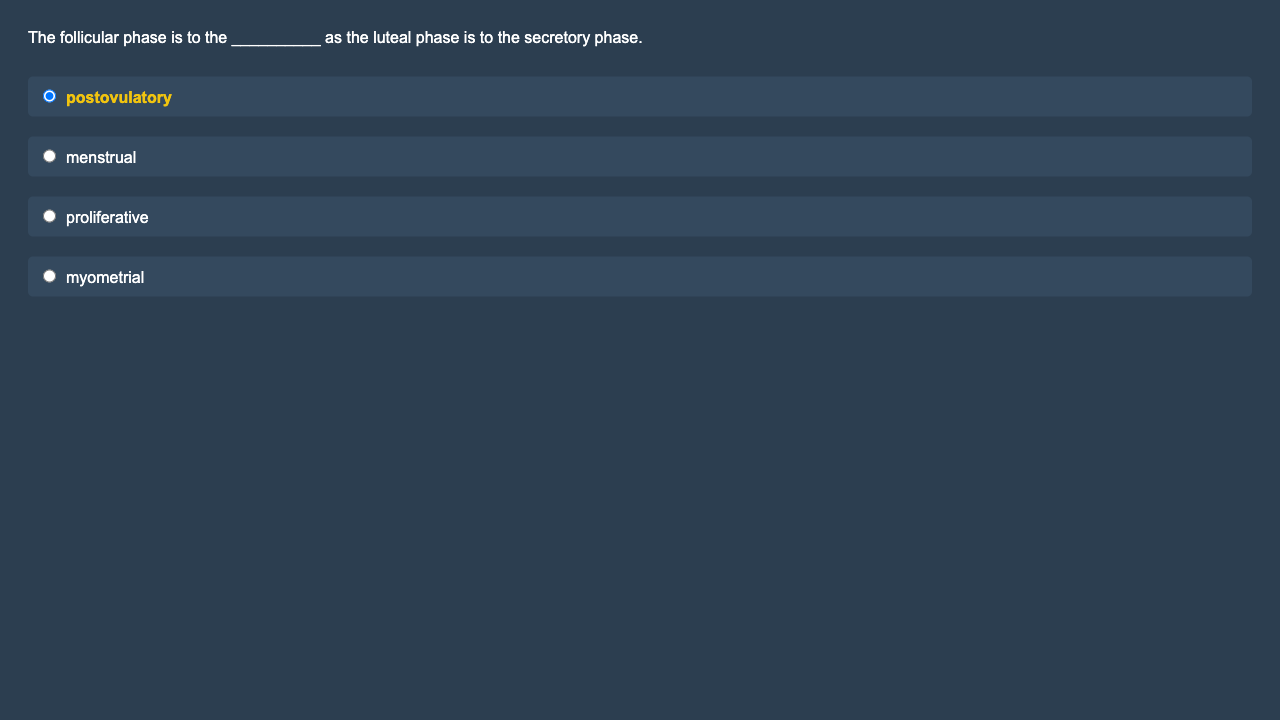 The follicular phase is to the __________ as the luteal phase is to the secretory phase.
postovulatory
menstrual
proliferative
myometrial